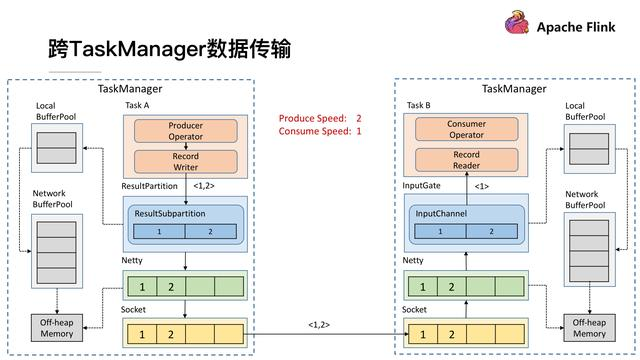 Apache Flink
跨TaskManager数据传输
TaskManager
Local
BufferPool
Task A
Producer
Operator
Record
Writer
ResultPartition
<1,2>
ResultSubpartition
1 2
Network
BufferPool
Netty
1 2
Socket
1 2
Off-heap
Memory
Produce Speed: 2
Consume Speed: 1
<1,2>
TaskManager
Task B
Consumer
Operator
Record
Reader
InputGate
<1>
InputChannel
1 2
Netty
1 2
Socket
1 2
Local
BufferPool
Network
BufferPool
Off-heap
Memory